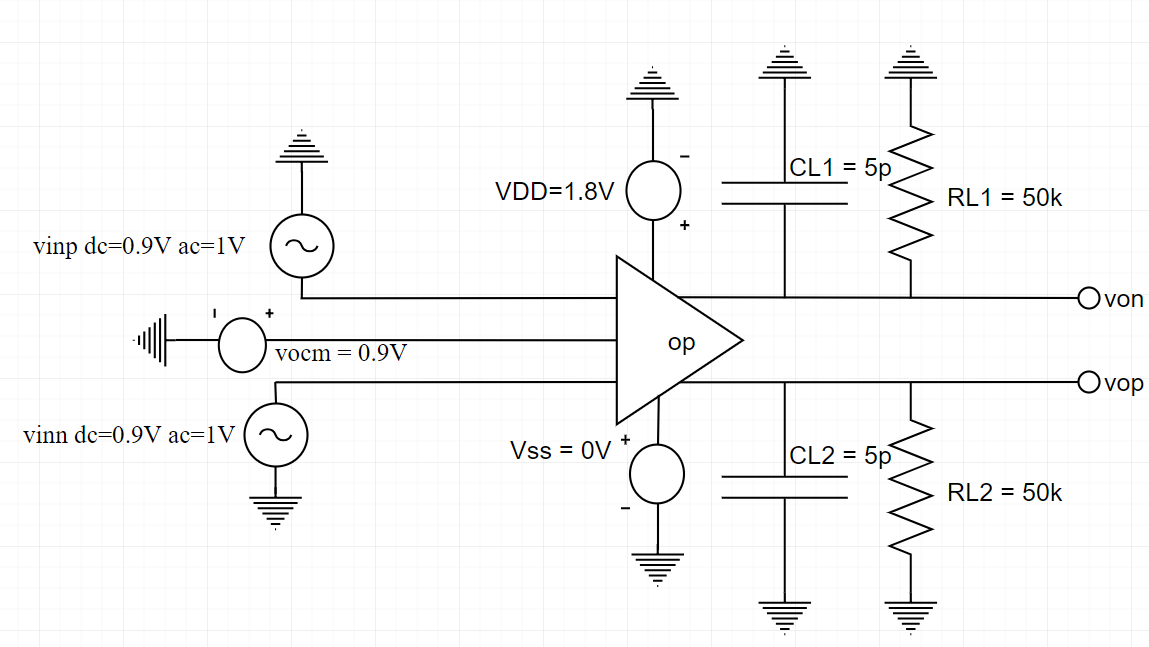 CL1 = 5p
VDD=1.8V
-
RL1 = 50k
+
vinp dc=0.9V ac=1V
von
- +
op
vocm = 0.9V
vop
vinn dc=0.9V ac=1V
Vss = 0V
+
CL2 = 5p
RL2 = 50k
-